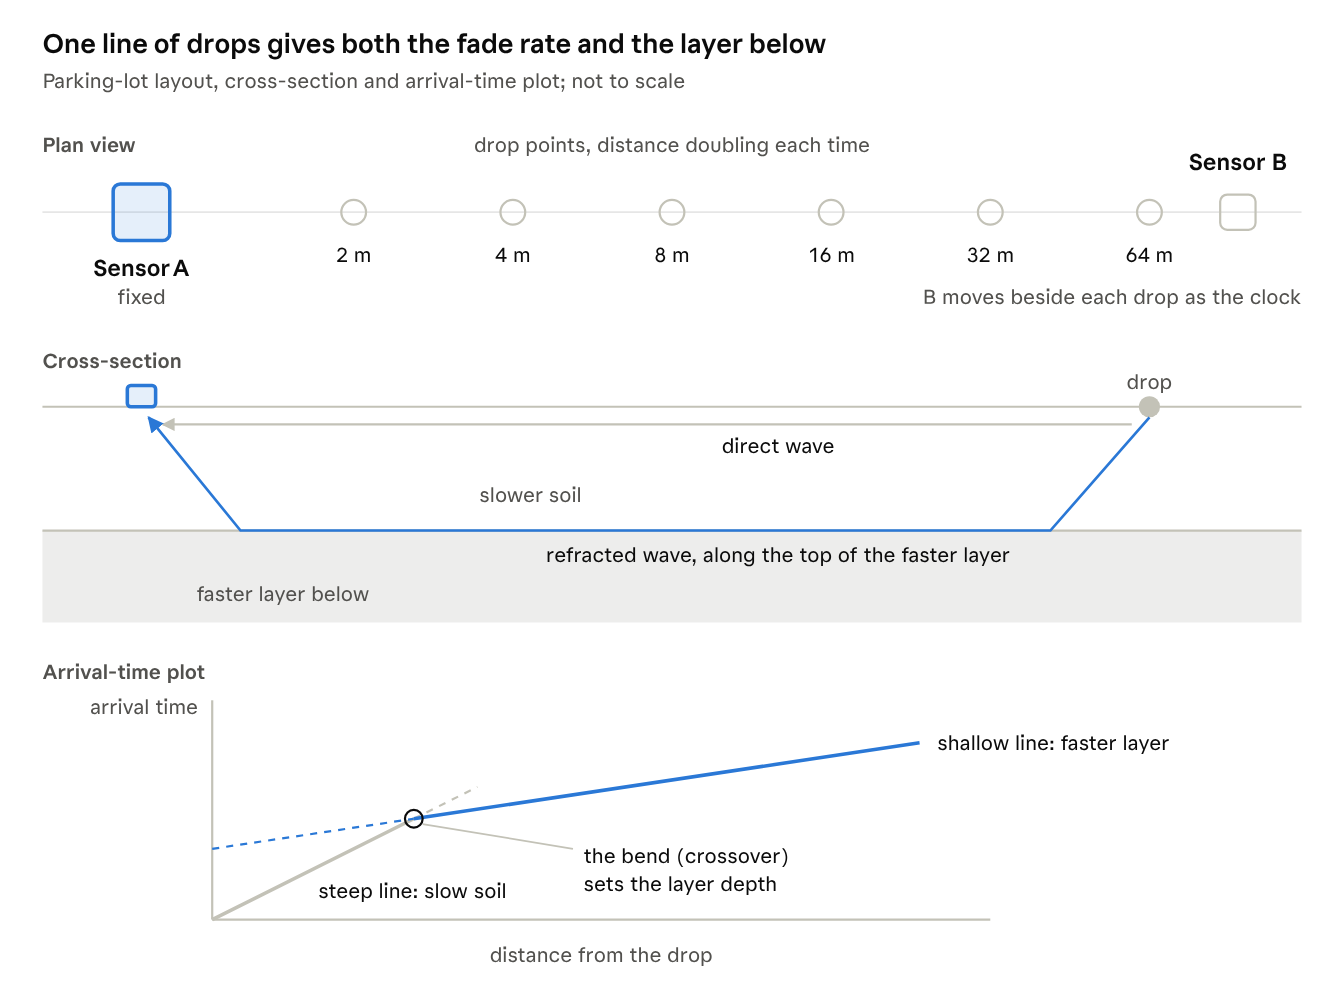 One line of drops gives both the fade rate and the layer below
Parking-lot layout, cross-section and arrival-time plot; not to scale
Plan view
drop points, distance doubling each time
Sensor B
Sensor A
fixed
2 m
4 m
8 m
16 m
32 m
64 m
B moves beside each drop as the clock
Cross-section
drop
direct wave
slower soil
refracted wave, along the top of the faster layer
faster layer below
Arrival-time plot
arrival time
shallow line: faster layer
the bend (crossover)
sets the layer depth
steep line: slow soil
distance from the drop